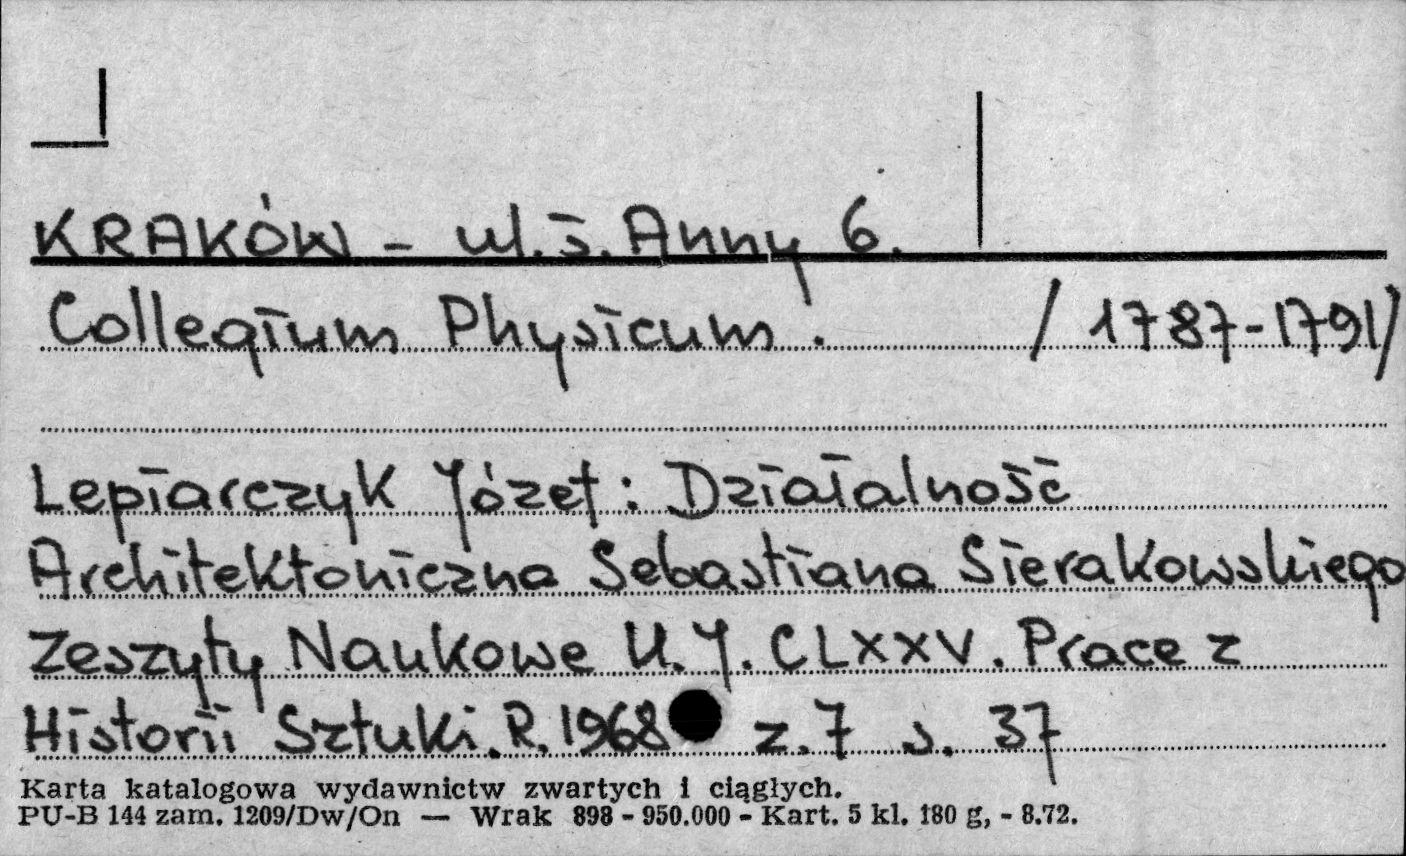 KRAKÓW - ul. ś. Anny 6.
Collegium Physicum. / 1787-1791/
Lepiarczyk Józef: Działalność
Architektoniczna Sebastiana Sierakowskiego
Zeszyty Naukowe U.J. CLXXV. Prace z
Historii Sztuki. R. 1968 z. 7 s. 37
Karta katalogowa wydawnictw zwartych i ciągłych.
PU-B 144 zam. 1209/Dw/On — Wrak 898 - 950.000 - Kart. 5 kl. 180 g, - 8.72.